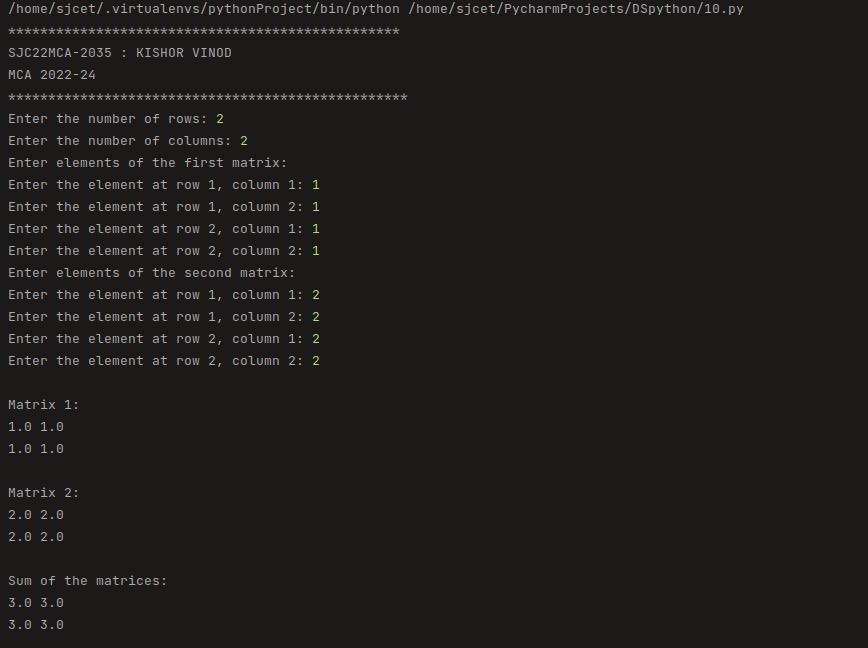 /home/sjcet/.virtualenvs/pythonProject/bin/python /home/sjcet/PycharmProjects/DSpython/10.py
*************************************************
SJC22MCA-2035 : KISHOR VINOD
MCA 2022-24
**************************************************
Enter the number of rows: 2
Enter the number of columns: 2
Enter elements of the first matrix:
Enter the element at row 1, column 1: 1
Enter the element at row 1, column 2: 1
Enter the element at row 2, column 1: 1
Enter the element at row 2, column 2: 1
Enter elements of the second matrix:
Enter the element at row 1, column 1: 2
Enter the element at row 1, column 2: 2
Enter the element at row 2, column 1: 2
Enter the element at row 2, column 2: 2
Matrix 1:
1.0 1.0
1.0 1.0
Matrix 2:
2.0 2.0
2.0 2.0
Sum of the matrices:
3.0 3.0
3.0 3.0